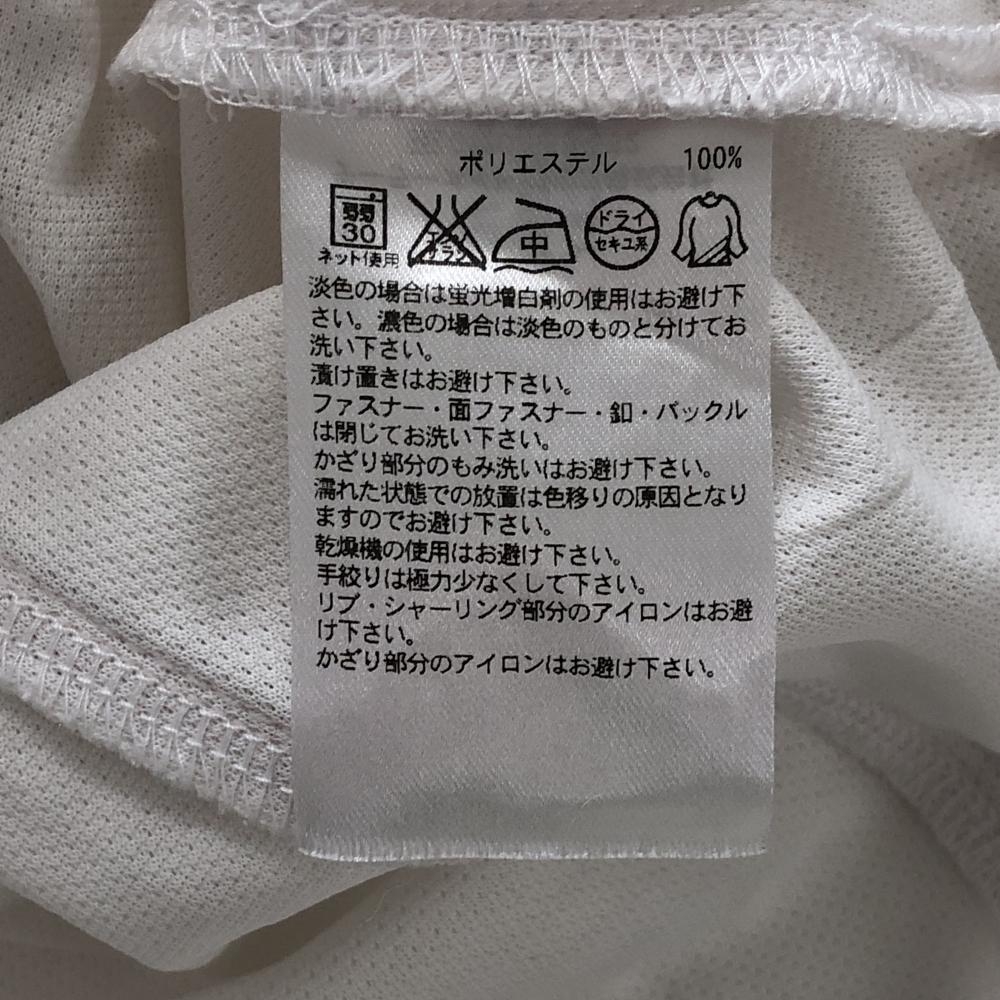 ポリエステル 100%
弱 30 エンソサラシ 中 ドライ セキユ系
ネット使用
淡色の場合は蛍光増白剤の使用はお避け下
さい。濃色の場合は淡色のものと分けてお
洗い下さい。
漬け置きはお避け下さい。
ファスナー・面ファスナー・釦・バックル
は閉じてお洗い下さい。
かざり部分のもみ洗いはお避け下さい。
濡れた状態での放置は色移りの原因となり
ますのでお避け下さい。
乾燥機の使用はお避け下さい。
手絞りは極力少なくして下さい。
リブ・シャーリング部分のアイロンはお避
け下さい。
かざり部分のアイロンはお避け下さい。